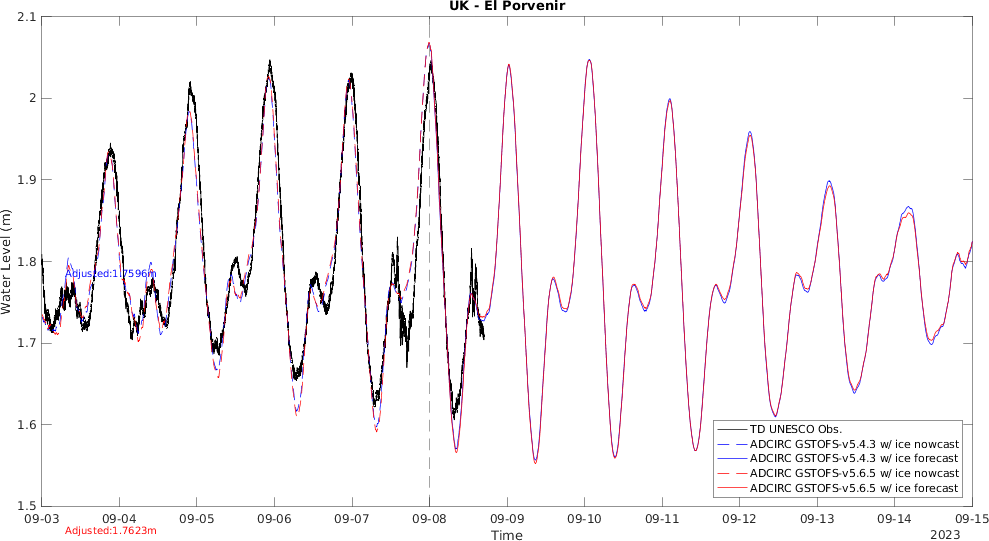 UK - El Porvenir
2.1
2
1.9
1.8
1.7
1.6
1.5
Water Level (m)
Adjusted:1.7596m
TD UNESCO Obs.
ADCIRC GSTOFS-v5.4.3 w/ ice nowcast
ADCIRC GSTOFS-v5.4.3 w/ ice forecast
ADCIRC GSTOFS-v5.6.5 w/ ice nowcast
ADCIRC GSTOFS-v5.6.5 w/ ice forecast
09-03 09-04 09-05 09-06 09-07 09-08 09-09 09-10 09-11 09-12 09-13 09-14 09-15
Adjusted:1.7623m
Time
2023